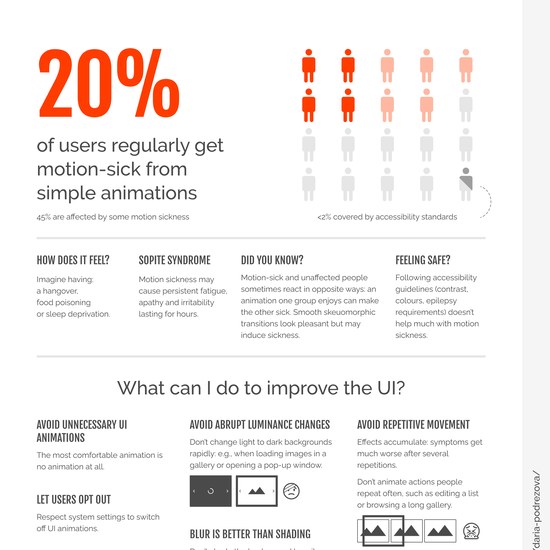 20%
of users regularly get
motion-sick from
simple animations
45% are affected by some motion sickness
<2% covered by accessibility standards
HOW DOES IT FEEL?
Imagine having:
a hangover,
food poisoning
or sleep deprivation.
SOPITE SYNDROME
Motion sickness may
cause persistent fatigue,
apathy and irritability
lasting for hours.
DID YOU KNOW?
Motion-sick and unaffected people
sometimes react in opposite ways; an
animation one group enjoys can make
the other sick. Smooth skeuomorphic
transitions look pleasant but may
induce sickness.
FEELING SAFE?
Following accessibility
guidelines (contrast,
colours, epilepsy
requirements) doesn't
help much with motion
sickness.
What can I do to improve the UI?
AVOID UNNECESSARY UI
ANIMATIONS
The most comfortable animation is
no animation at all.
LET USERS OPT OUT
Respect system settings to switch
off UI animations.
AVOID ABRUPT LUMINANCE CHANGES
Don't change light to dark backgrounds
rapidly: e.g., when loading images in a
gallery or opening a pop-up window.
BLUR IS BETTER THAN SHADING
AVOID REPETITIVE MOVEMENT
Effects accumulate: symptoms get
much worse after several
repetitions.
Don't animate actions people
repeat often, such as editing a list
or browsing a long gallery.
/daria-podrezova/